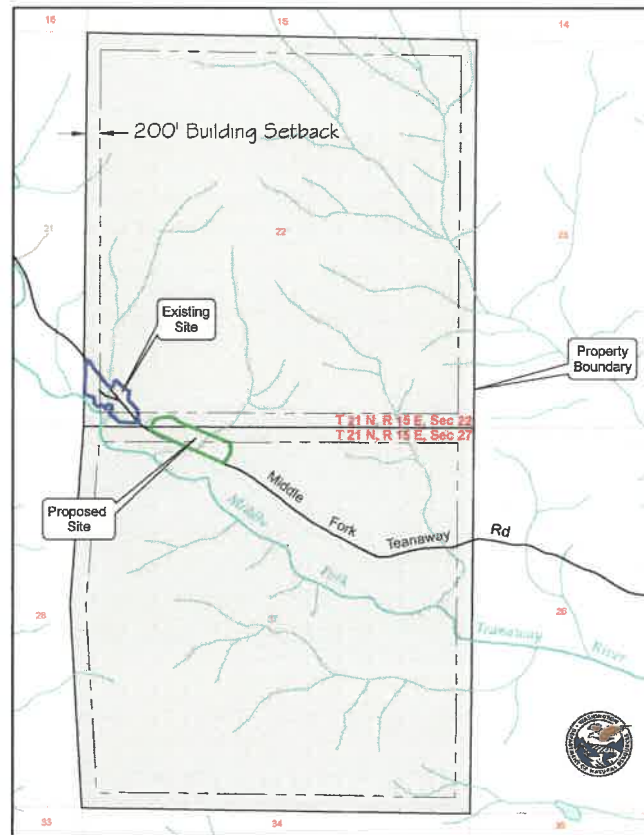 16
15
14
200' Building Setback
21
22
23
Existing
Site
Property
Boundary
T 21 N, R 15 E, Sec 22
T 21 N, R 15 E, Sec 27
Proposed
Site
Middle Fork Teanaway Rd
Middle Fork Teanaway River
28
27
26
33
34
35